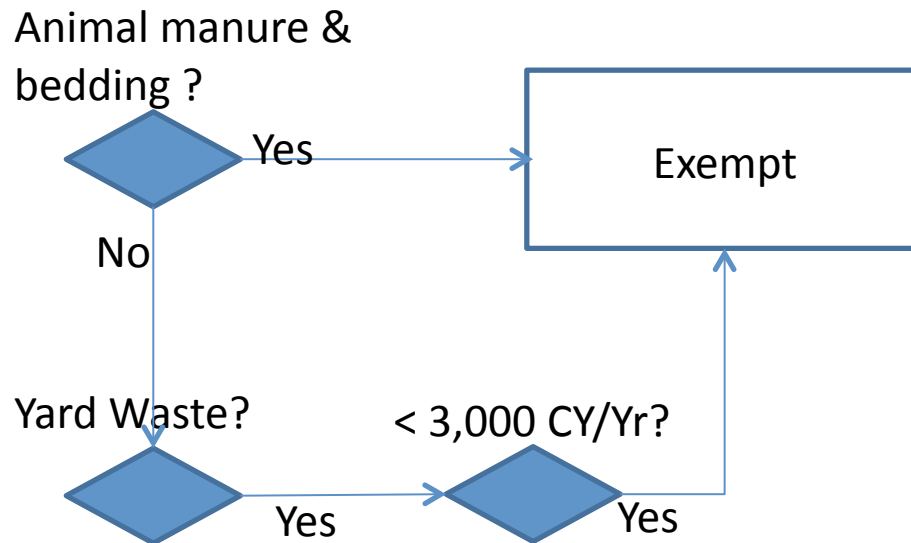 Animal manure &
bedding ?
Yes
Exempt
No
Yard Waste?
< 3,000 CY/Yr?
Yes
Yes